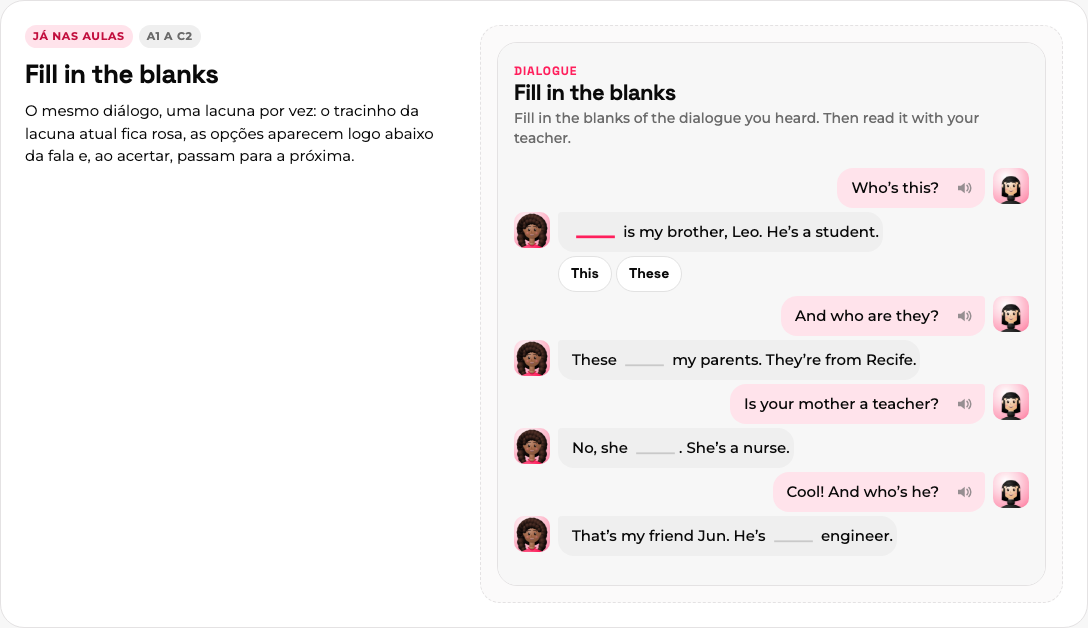 JÁ NAS AULAS
A1 A C2
Fill in the blanks
O mesmo diálogo, uma lacuna por vez: o tracinho da
lacuna atual fica rosa, as opções aparecem logo abaixo
da fala e, ao acertar, passam para a próxima.
DIALOGUE
Fill in the blanks
Fill in the blanks of the dialogue you heard. Then read it with your
teacher.
Who’s this?
____ is my brother, Leo. He’s a student.
This
These
And who are they?
These ____ my parents. They’re from Recife.
Is your mother a teacher?
No, she ____ . She’s a nurse.
Cool! And who’s he?
That’s my friend Jun. He’s ____ engineer.